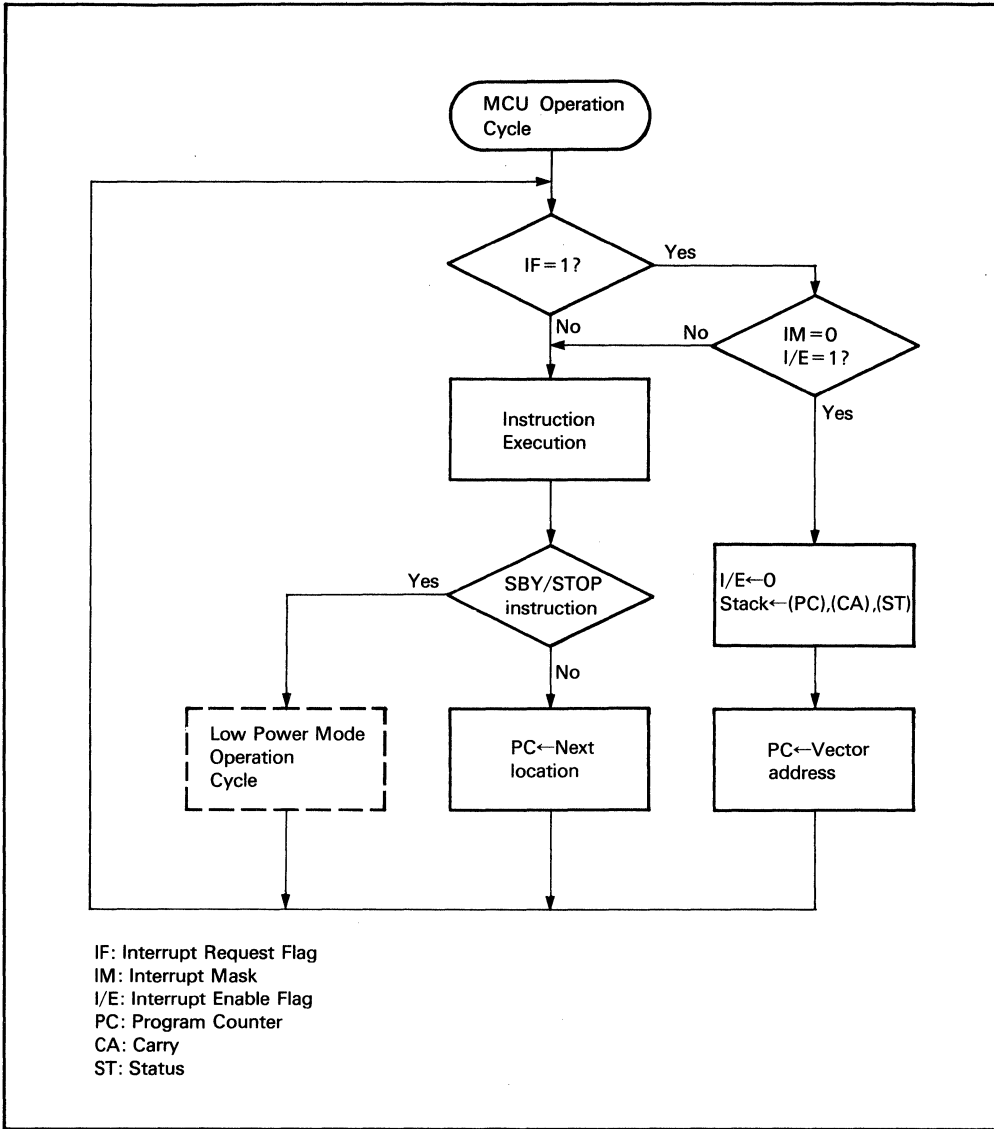 MCU Operation
Cycle
IF=1?
Yes
No
No
IM=0
I/E=1?
Yes
Instruction
Execution
Yes
SBY/STOP
instruction
I/E←0
Stack←(PC),(CA),(ST)
No
Low Power Mode
Operation
Cycle
PC←Next
location
PC←Vector
address
IF: Interrupt Request Flag
IM: Interrupt Mask
I/E: Interrupt Enable Flag
PC: Program Counter
CA: Carry
ST: Status